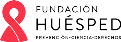 FUNDACIÓN
HUÉSPED
PREVENCIÓN-CIENCIA-DERECHOS